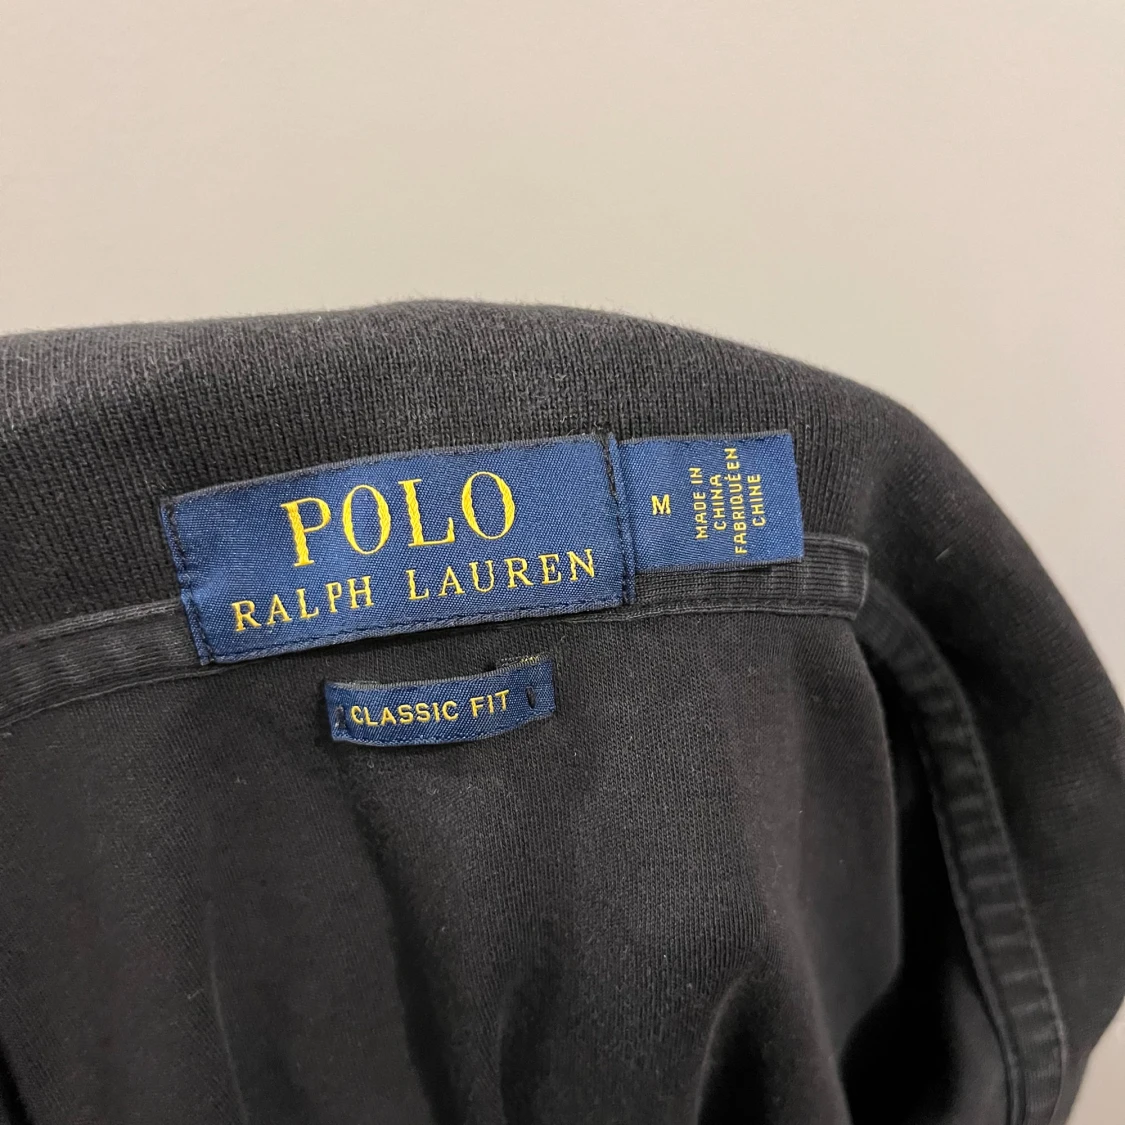 POLO
RALPH LAUREN
M
MADE IN
CHINA
FABRIQUÉ EN
CHINE
CLASSIC FIT